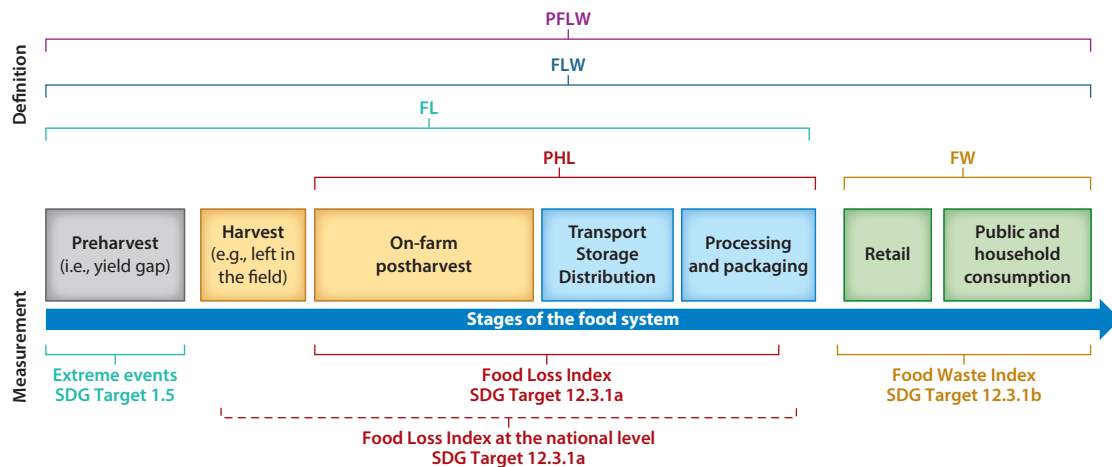 PFLW
Definition
FLW
FL
PHL
FW
Preharvest
(i.e., yield gap)
Harvest
(e.g., left in
the field)
On-farm
postharvest
Transport
Storage
Distribution
Processing
and packaging
Retail
Public and
household
consumption
Measurement
Stages of the food system
Extreme events
SDG Target 1.5
Food Loss Index
SDG Target 12.3.1a
Food Waste Index
SDG Target 12.3.1b
Food Loss Index at the national level
SDG Target 12.3.1a